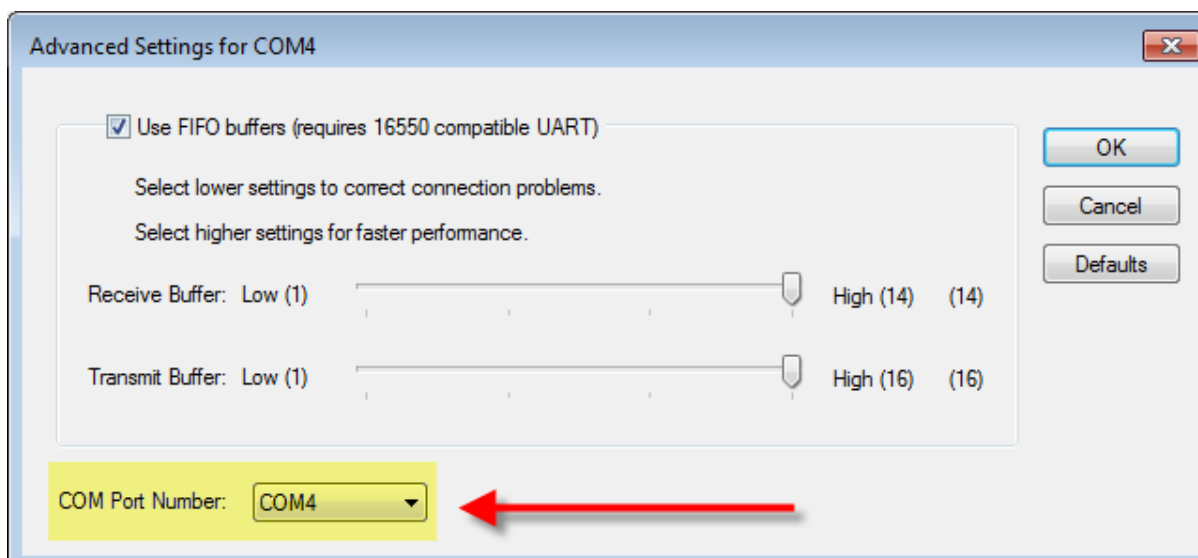 Advanced Settings for COM4
Use FIFO buffers (requires 16550 compatible UART)
OK
Select lower settings to correct connection problems.
Cancel
Select higher settings for faster performance.
Defaults
Receive Buffer: Low (1) High (14) (14)
Transmit Buffer: Low (1) High (16) (16)
COM Port Number: COM4